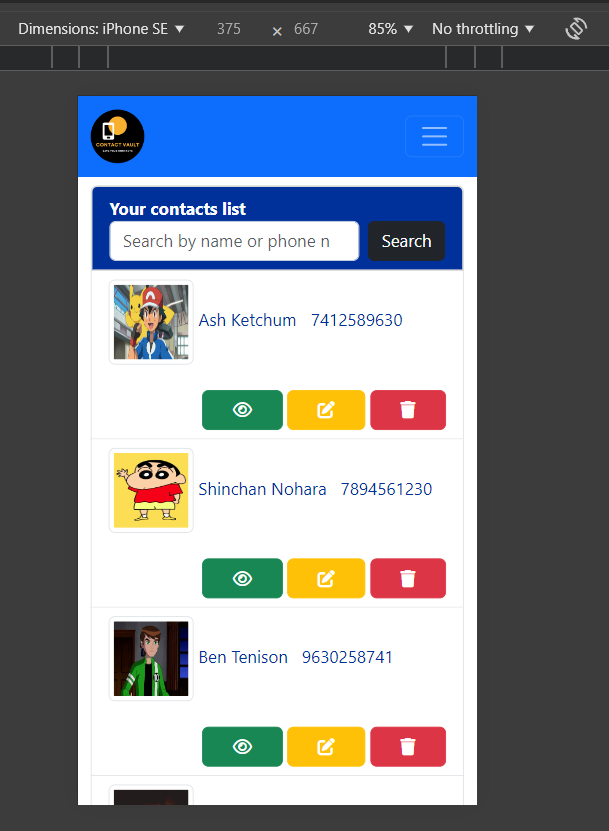 Dimensions: iPhone SE ▼ 375 × 667 85% ▼ No throttling ▼
CONTACT VAULT
Your contacts list
Search by name or phone n Search
Ash Ketchum 7412589630
Shinchan Nohara 7894561230
Ben Tenison 9630258741